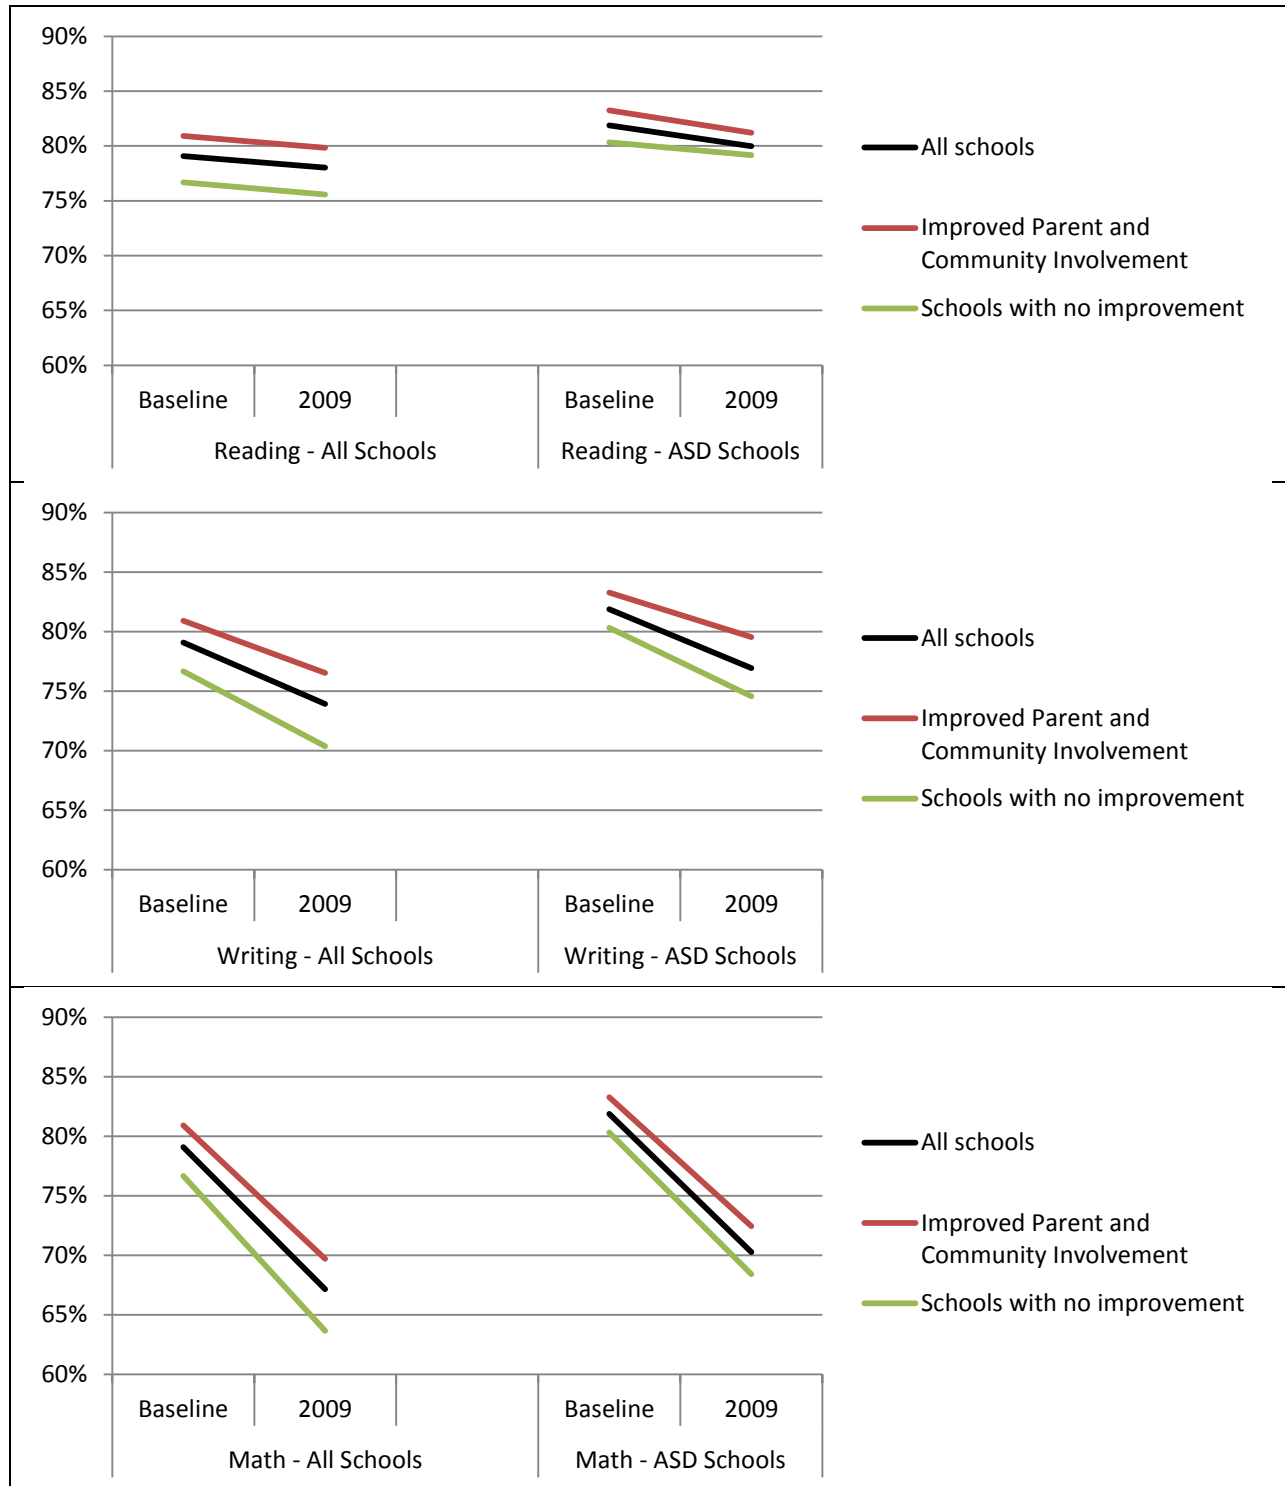 90%
85%
80%
75%
70%
65%
60%
Baseline 2009 Baseline 2009
Reading - All Schools Reading - ASD Schools
All schools
Improved Parent and
Community Involvement
Schools with no improvement
90%
85%
80%
75%
70%
65%
60%
Baseline 2009 Baseline 2009
Writing - All Schools Writing - ASD Schools
All schools
Improved Parent and
Community Involvement
Schools with no improvement
90%
85%
80%
75%
70%
65%
60%
Baseline 2009 Baseline 2009
Math - All Schools Math - ASD Schools
All schools
Improved Parent and
Community Involvement
Schools with no improvement